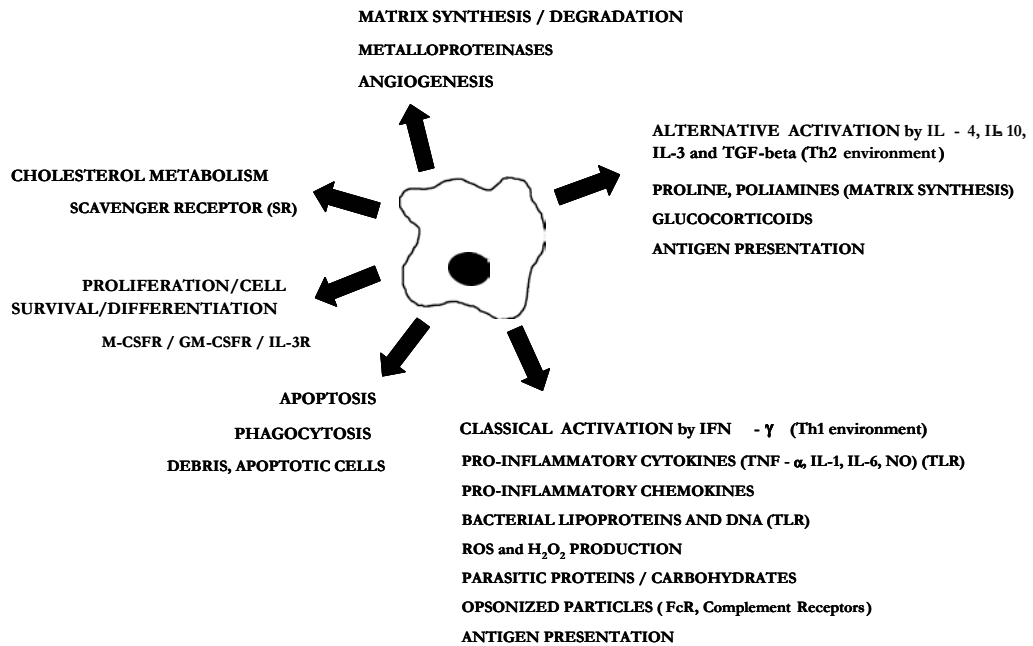 MATRIX SYNTHESIS / DEGRADATION
METALLOPROTEINASES
ANGIOGENESIS
ALTERNATIVE ACTIVATION by IL - 4, IL-10,
IL-3 and TGF-beta (Th2 environment)
PROLINE, POLIAMINES (MATRIX SYNTHESIS)
GLUCOCORTICOIDS
ANTIGEN PRESENTATION
CHOLESTEROL METABOLISM
SCAVENGER RECEPTOR (SR)
PROLIFERATION/CELL
SURVIVAL/DIFFERENTIATION
M-CSFR / GM-CSFR / IL-3R
APOPTOSIS
PHAGOCYTOSIS
DEBRIS, APOPTOTIC CELLS
CLASSICAL ACTIVATION by IFN - γ (Th1 environment)
PRO-INFLAMMATORY CYTOKINES (TNF - α, IL-1, IL-6, NO) (TLR)
PRO-INFLAMMATORY CHEMOKINES
BACTERIAL LIPOPROTEINS AND DNA (TLR)
ROS and H₂O₂ PRODUCTION
PARASITIC PROTEINS / CARBOHYDRATES
OPSONIZED PARTICLES ( FcR, Complement Receptors)
ANTIGEN PRESENTATION